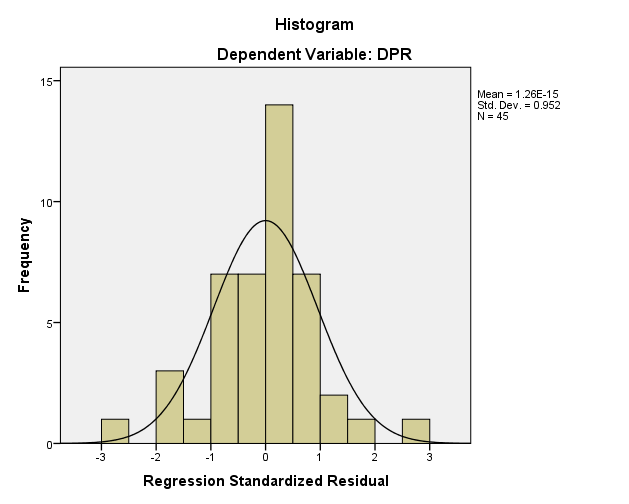 Histogram
Dependent Variable: DPR
Mean = 1.26E-15
Std. Dev. = 0.952
N = 45
Frequency
15
10
5
0
-3 -2 -1 0 1 2 3
Regression Standardized Residual